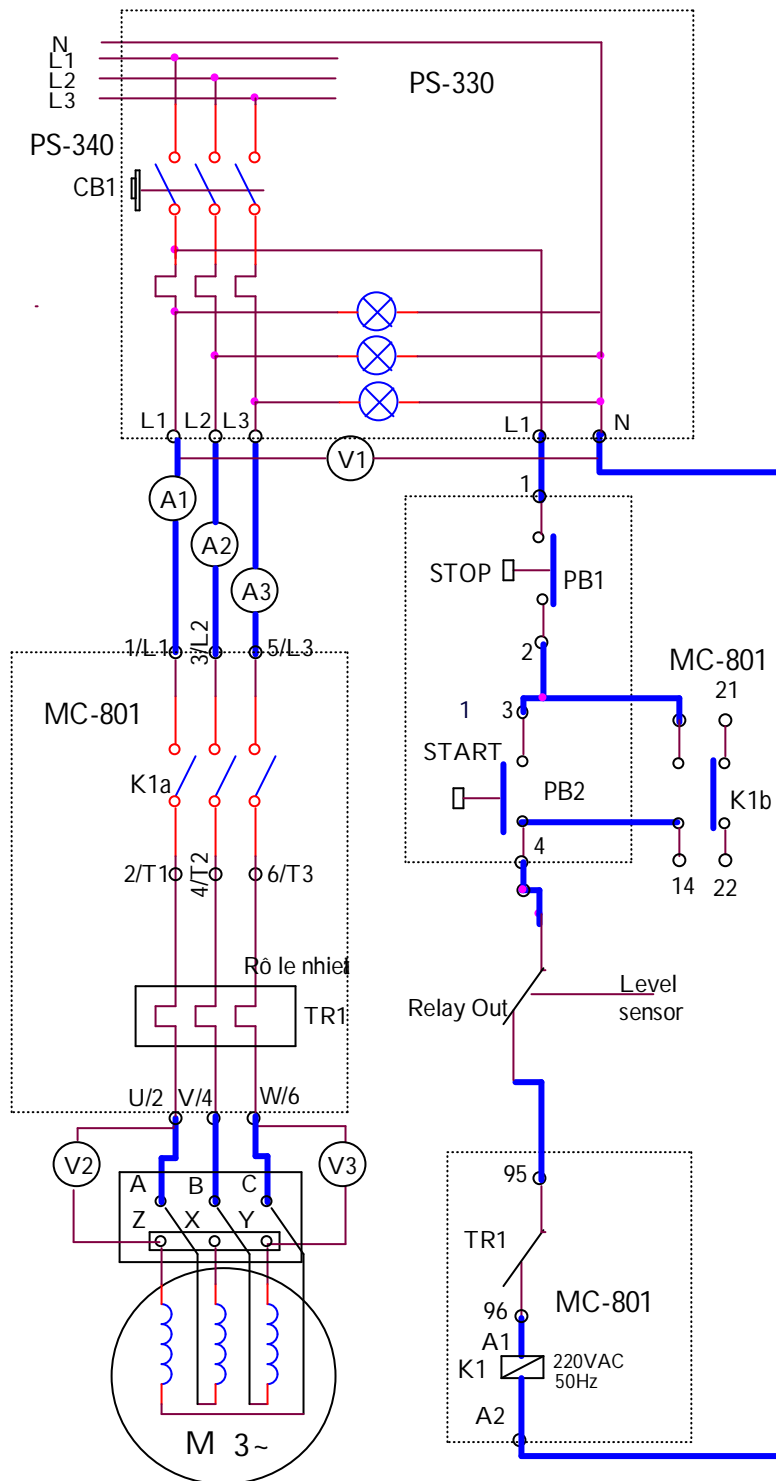 N
L1
L2
L3
PS-330
PS-340
CB1
L1 L2 L3
L1 N
V1
A1
A2
A3
1
STOP
PB1
2
1/L1
3/L2
5/L3
MC-801
MC-801
21
1 3
START
PB2
K1a
K1b
4
14 22
2/T1
4/T2
6/T3
Rô le nhiet
TR1
Relay Out
Level
sensor
U/2 V/4 W/6
V2
V3
A B C
Z X Y
95
TR1
96
MC-801
A1
K1
220VAC
50Hz
A2
M 3~